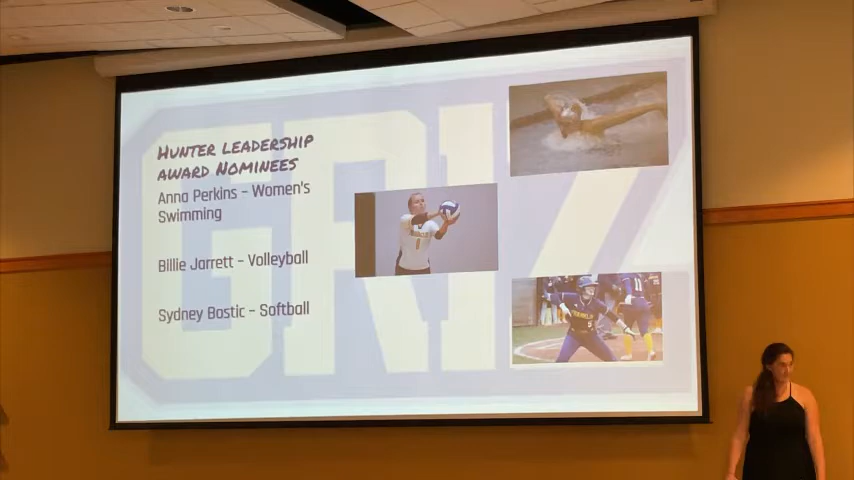 HUNTER LEADERSHIP
AWARD NOMINEES
Anna Perkins – Women's
Swimming
Billie Jarrett – Volleyball
Sydney Bostic – Softball
GRIZ